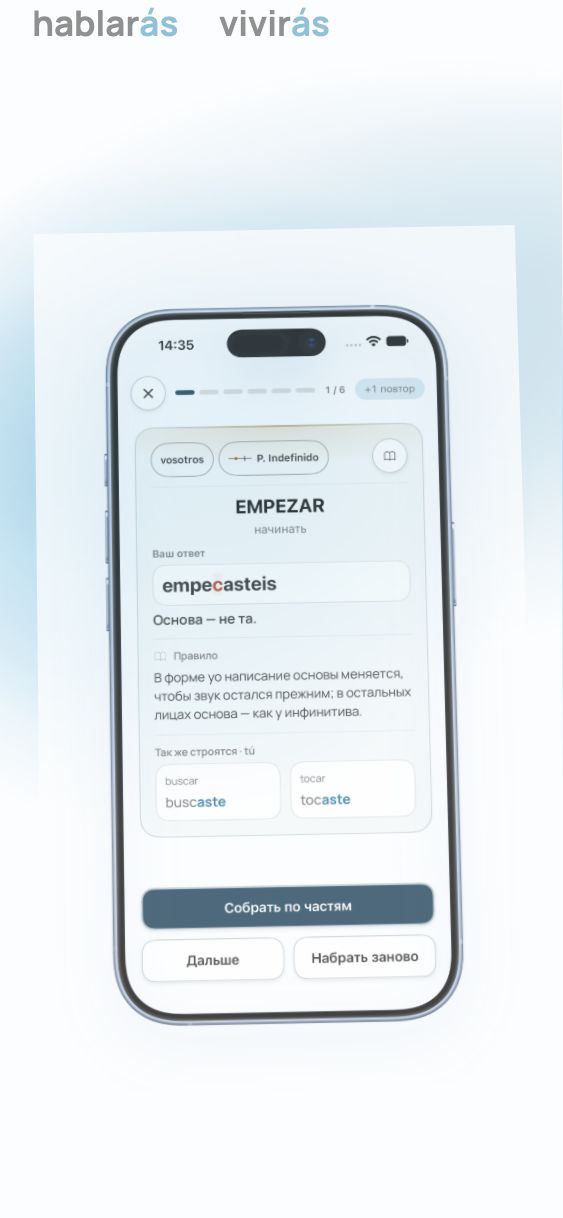 hablarás vivirás
14:35
1 / 6 +1 повтор
vosotros P. Indefinido
EMPEZAR
начинать
Ваш ответ
empecasteis
Основа — не та.
Правило
В форме yo написание основы меняется,
чтобы звук остался прежним; в остальных
лицах основа — как у инфинитива.
Так же строятся · tú
buscar tocar
buscaste tocaste
Собрать по частям
Дальше Набрать заново